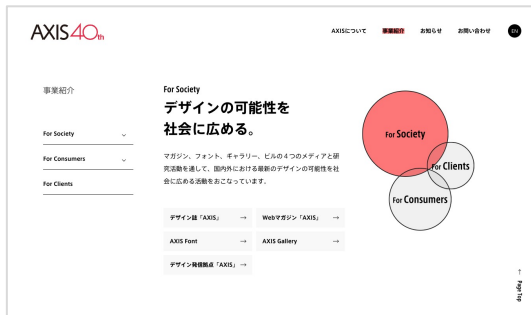 AXIS40th
AXISについて 事業紹介 お知らせ お問い合わせ EN
事業紹介
For Society
For Consumers
For Clients
For Society
デザインの可能性を
社会に広める。
マガジン、フォント、ギャラリー、ビルの4つのメディアと研
究活動を通して、国内外における最新のデザインの可能性を社
会に広める活動をおこなっています。
デザイン誌「AXIS」 → Webマガジン「AXIS」 →
AXIS Font → AXIS Gallery →
デザイン発信拠点「AXIS」 →
For Society
For Clients
For Consumers
← Page Top